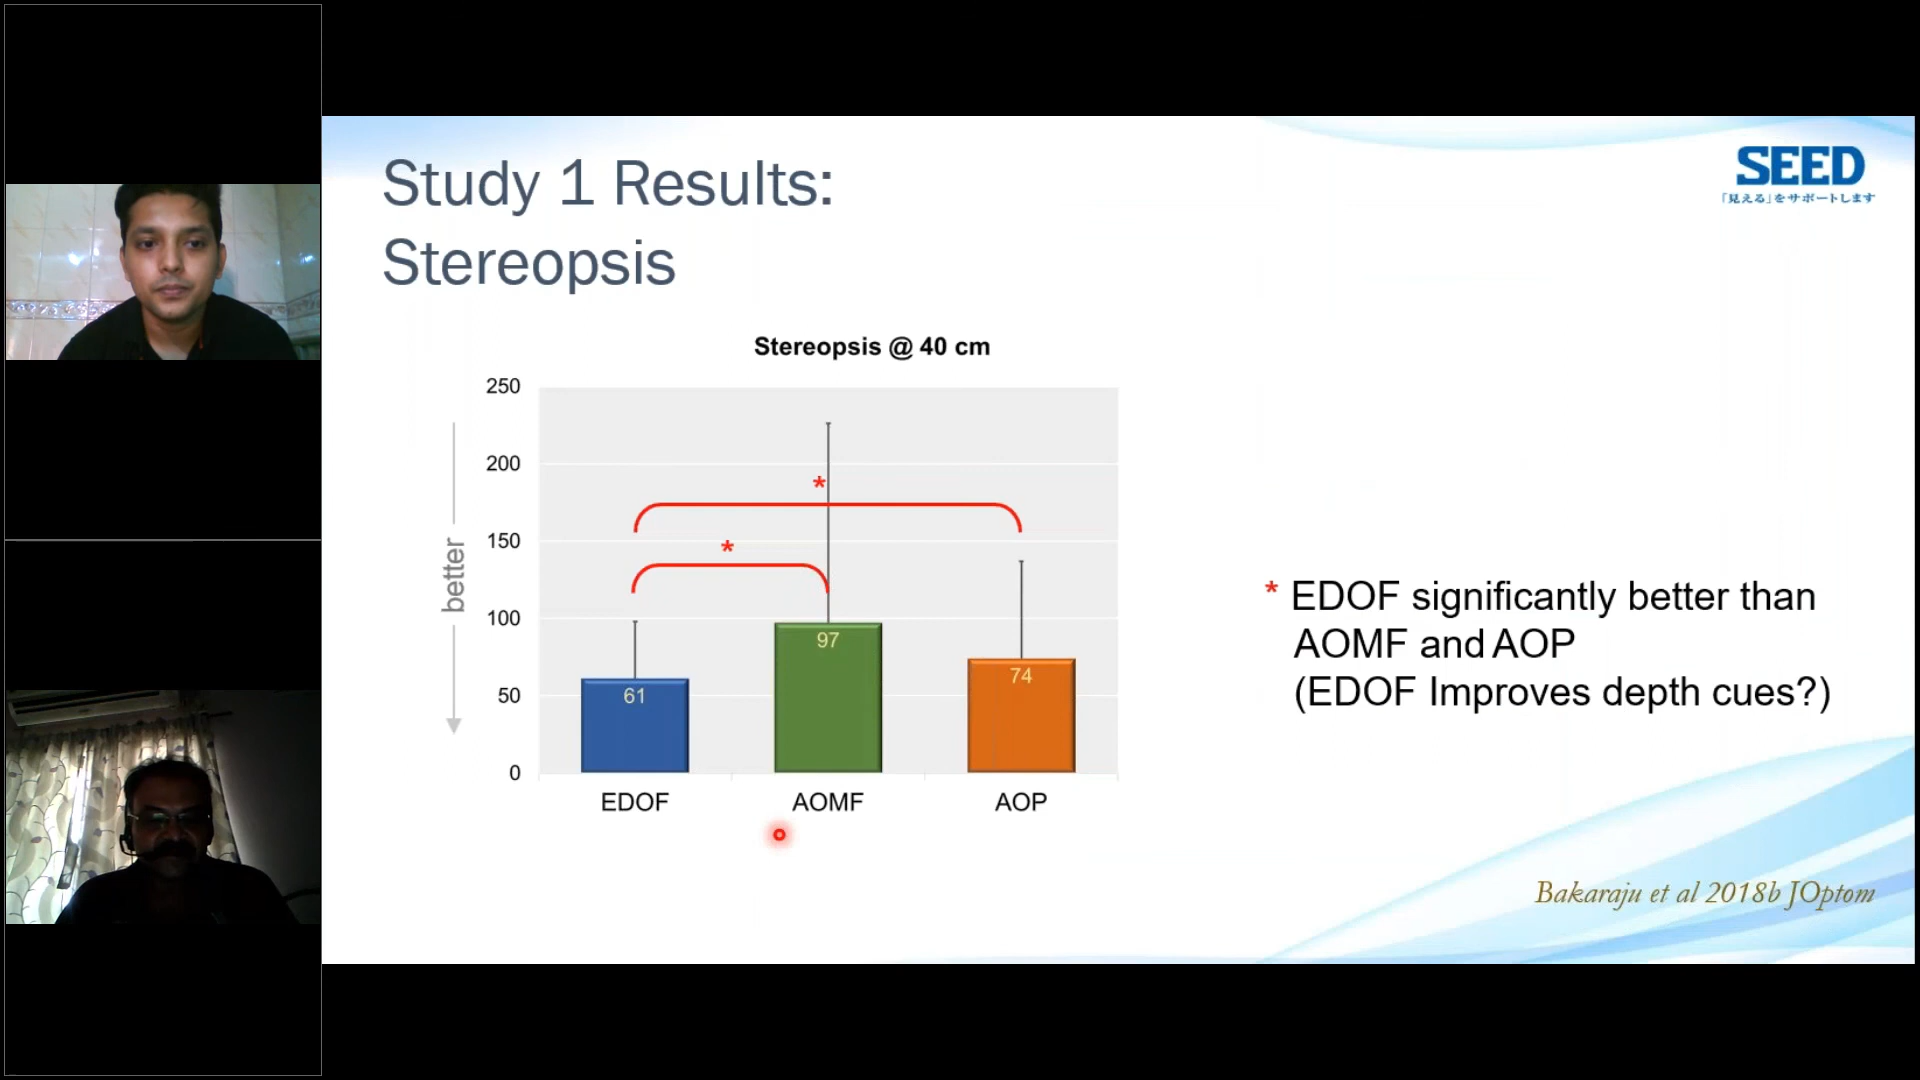 Study 1 Results:
Stereopsis
SEED
「見える」をサポートします
Stereopsis @ 40 cm
250
200
150
100
50
0
better
*
*
61
97
74
EDOF
AOMF
AOP
* EDOF significantly better than
AOMF and AOP
(EDOF Improves depth cues?)
Bakaraju et al 2018b JOptom